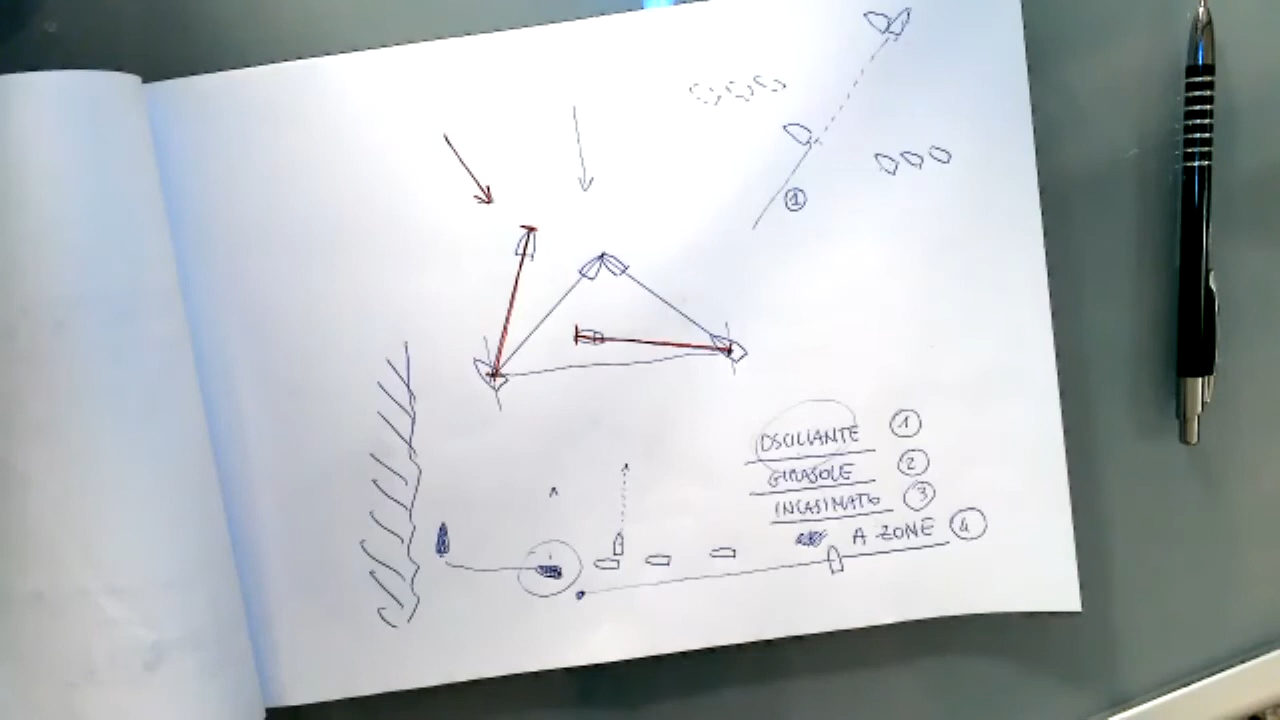 1
OSCILLANTE 1
GIRASOLE 2
INCASINATO 3
A ZONE 4